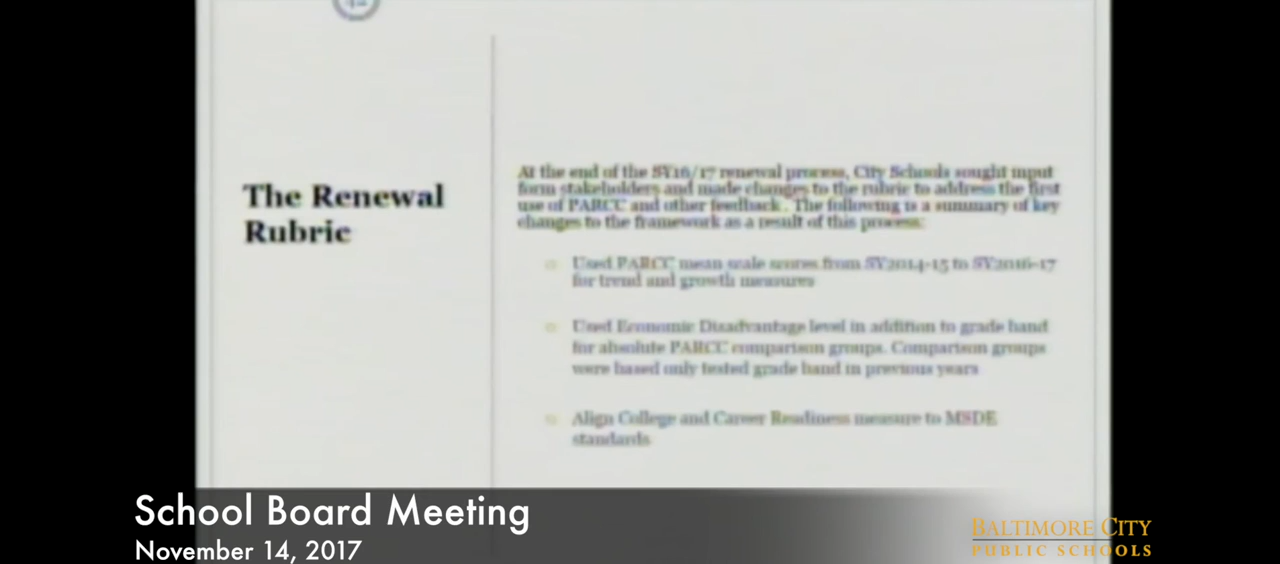 The Renewal
Rubric
At the end of the SY16/17 renewal process, City Schools sought input
form stakeholders and made changes to the rubric to address the first
use of PARCC and other feedback . The following is a summary of key
changes to the framework as a result of this process:
Used PARCC mean scale scores from SY2014-15 to SY2016-17
for trend and growth measures
Used Economic Disadvantage level in addition to grade band
for absolute PARCC comparison groups. Comparison groups
were based only tested grade band in previous years
Align College and Career Readiness measure to MSDE
standards
School Board Meeting
November 14, 2017
BALTIMORE CITY
PUBLIC SCHOOLS